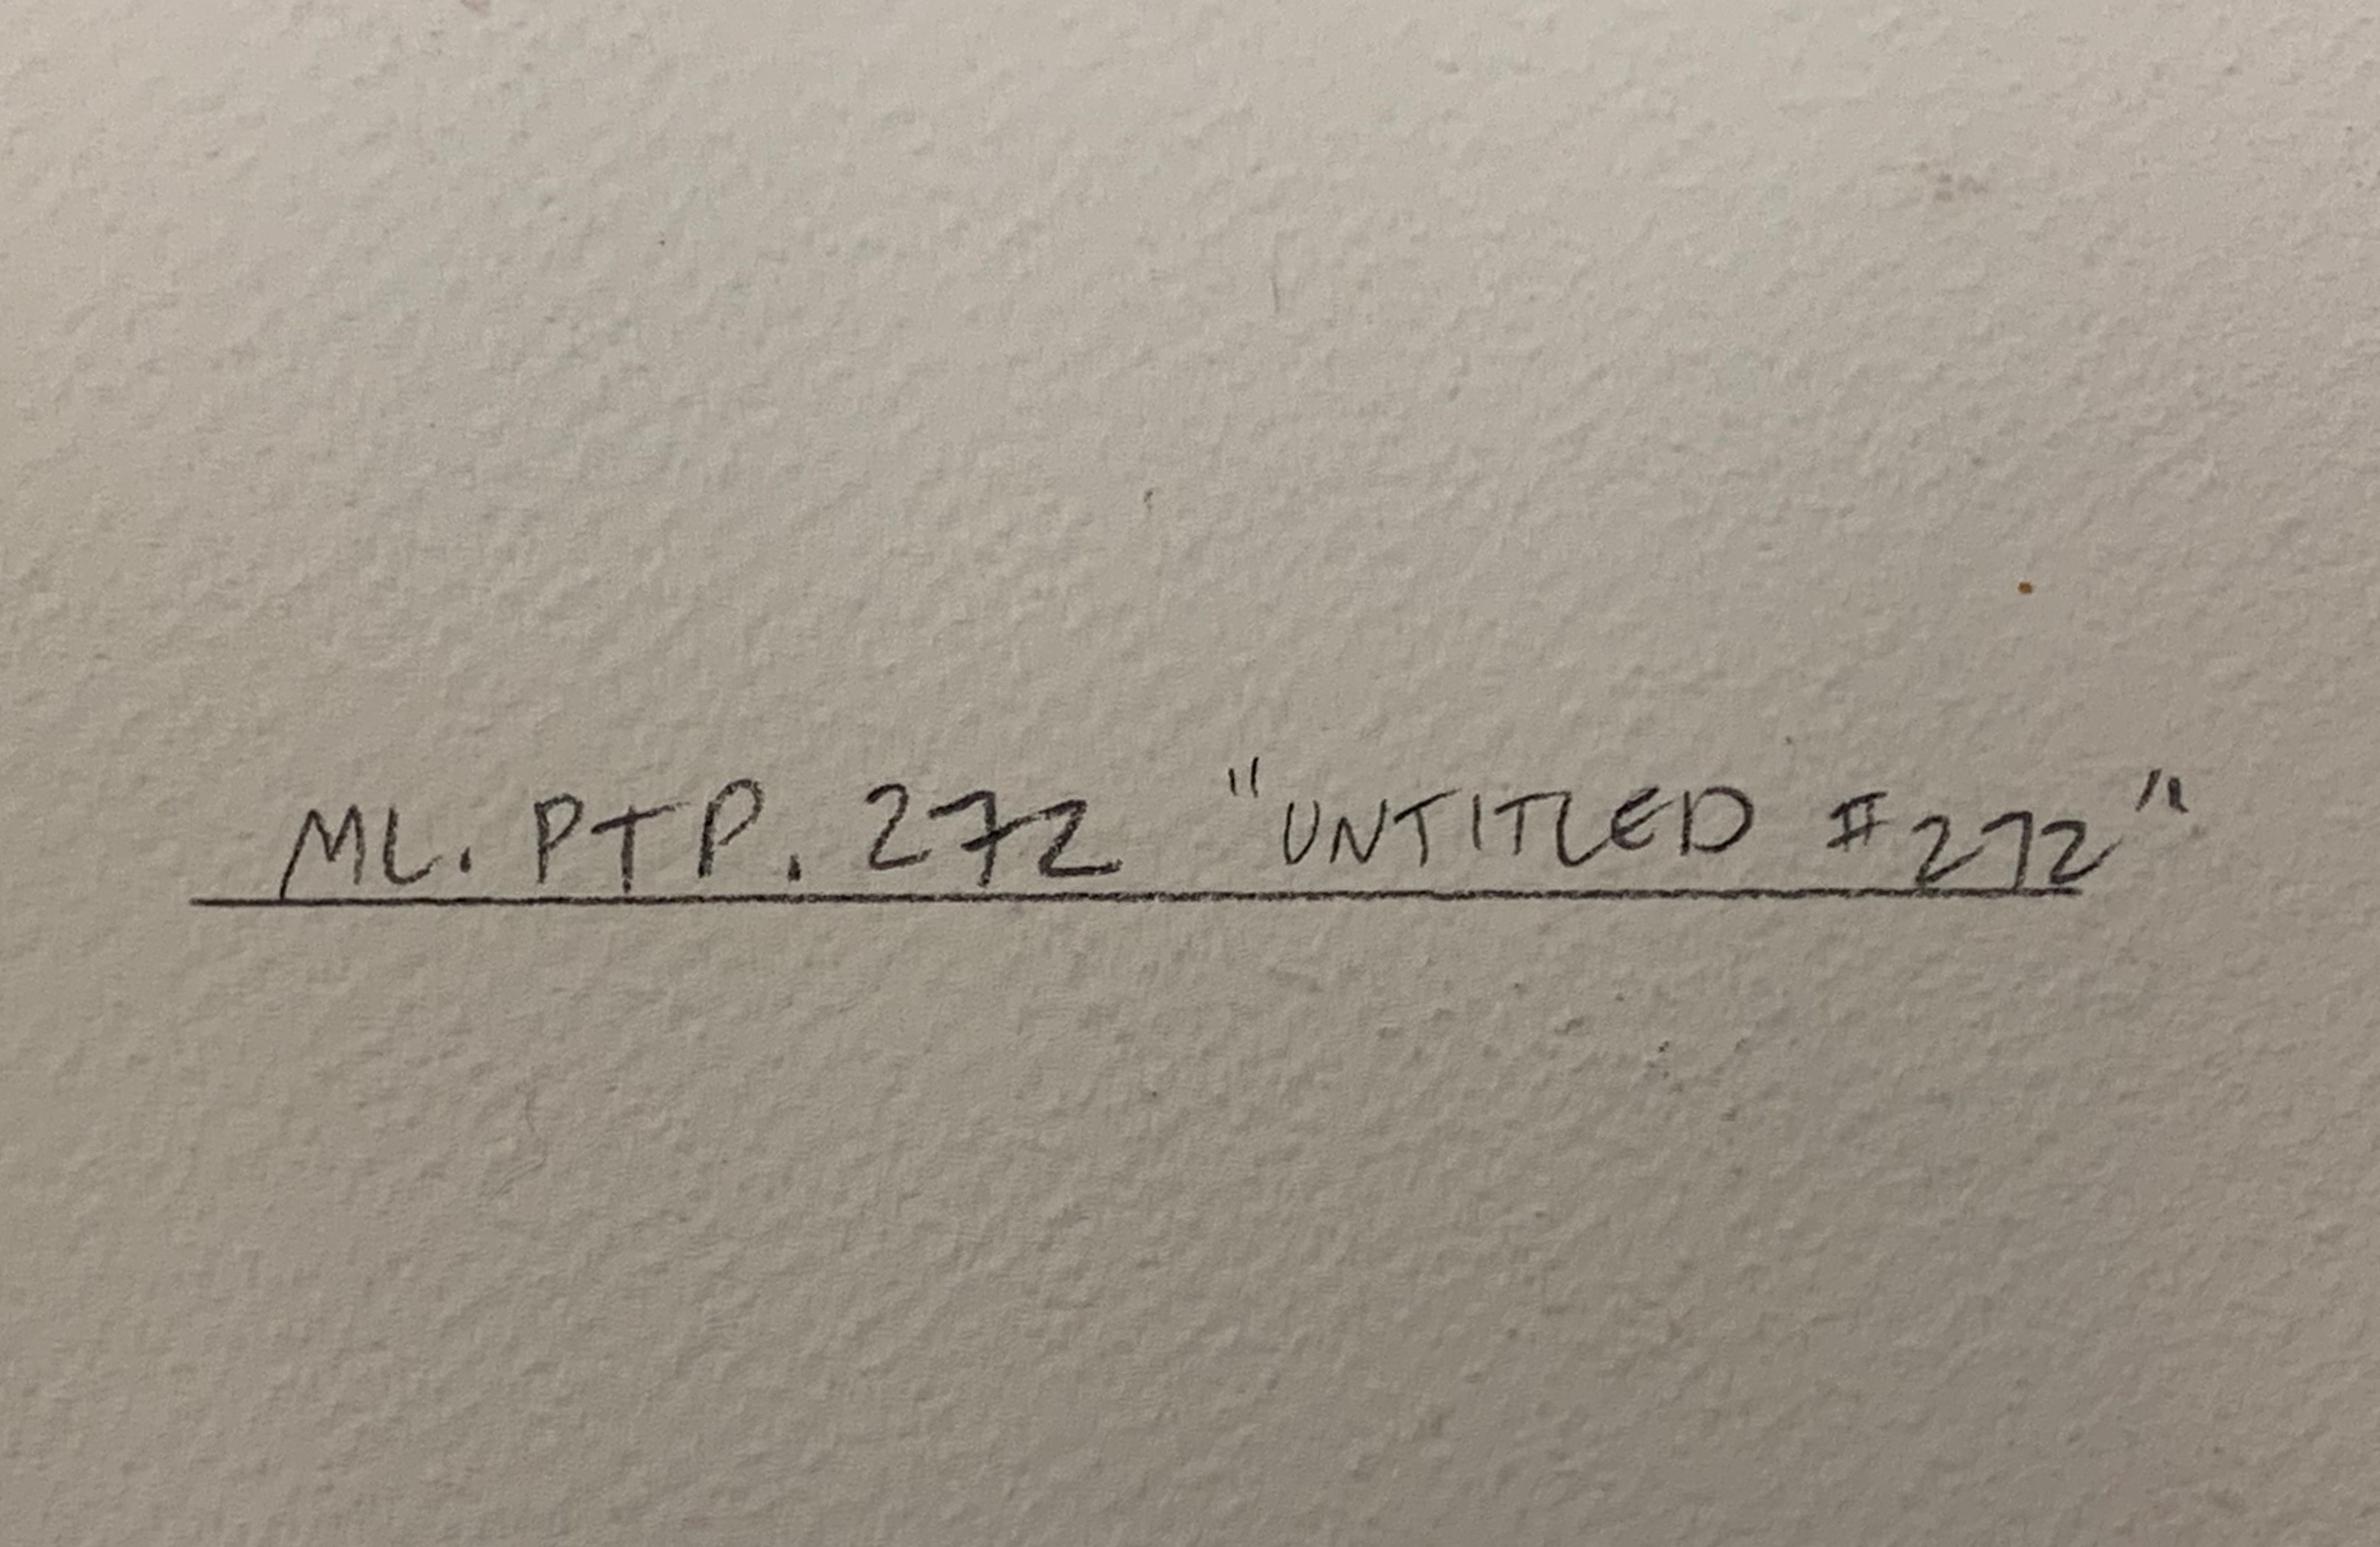 ML. PTP. 272 "UNTITLED #272"